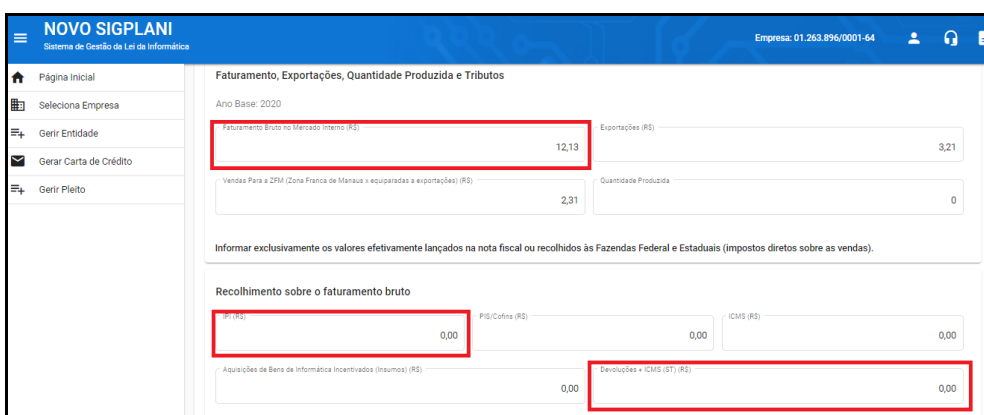 NOVO SIGPLANI
Sistema de Gestão da Lei da Informática
Empresa: 01.263.896/0001-64
Página Inicial
Seleciona Empresa
Gerir Entidade
Gerar Carta de Crédito
Gerir Pleito
Faturamento, Exportações, Quantidade Produzida e Tributos
Ano Base: 2020
Faturamento Bruto no Mercado Interno (R$)
12,13
Exportações (R$)
3,21
Vendas Para a ZFM (Zona Franca de Manaus x equiparadas a exportações) (R$)
2,31
Quantidade Produzida
0
Informar exclusivamente os valores efetivamente lançados na nota fiscal ou recolhidos às Fazendas Federal e Estaduais (impostos diretos sobre as vendas).
Recolhimento sobre o faturamento bruto
IPI (R$)
0,00
PIS/Cofins (R$)
0,00
ICMS (R$)
0,00
Aquisições de Bens de Informática Incentivados (Insumos) (R$)
0,00
Devoluções + ICMS (ST) (R$)
0,00